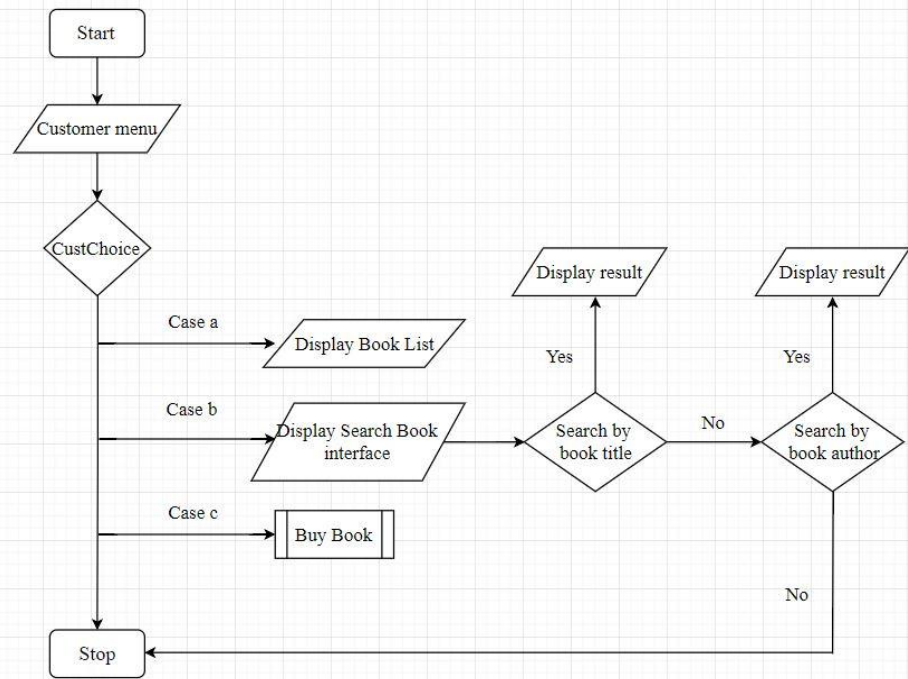 Start
Customer menu
CustChoice
Display result
Display result
Case a
Display Book List
Yes
Yes
Case b
Display Search Book
interface
Search by
book title
No
Search by
book author
Case c
Buy Book
No
Stop